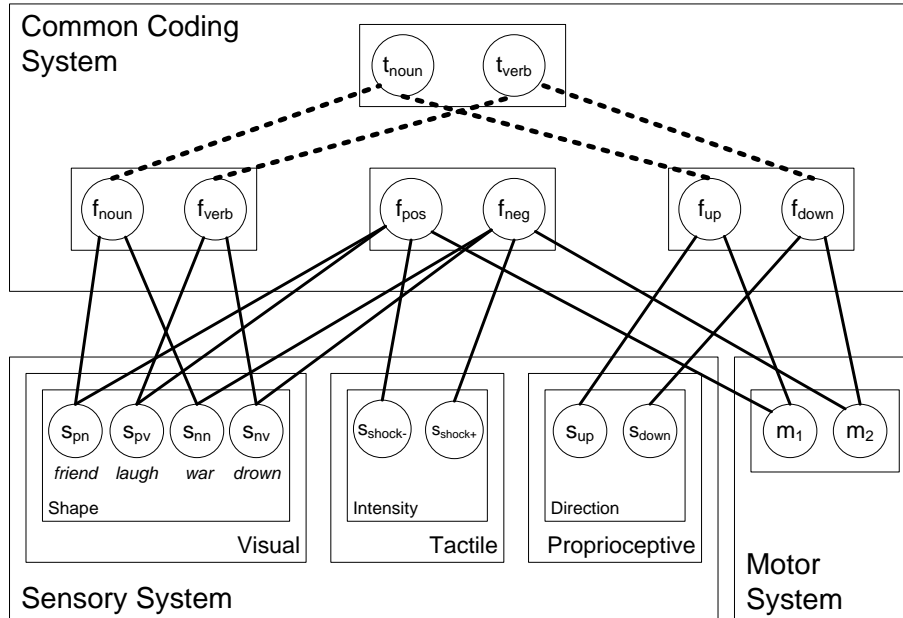 Common Coding
System
t_noun t_verb
f_noun f_verb f_pos f_neg f_up f_down
s_pn s_pv s_nn s_nv s_shock- s_shock+ s_up s_down m_1 m_2
friend laugh war drown
Shape Intensity Direction
Visual Tactile Proprioceptive
Sensory System
Motor
System